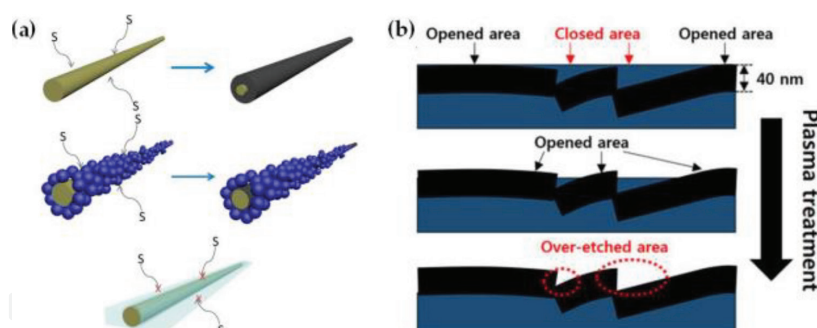 (a)
S
S
S
S
S
S
S
S
S
(b)
Opened area
Closed area
Opened area
40 nm
Opened area
Over-etched area
Plasma treatment